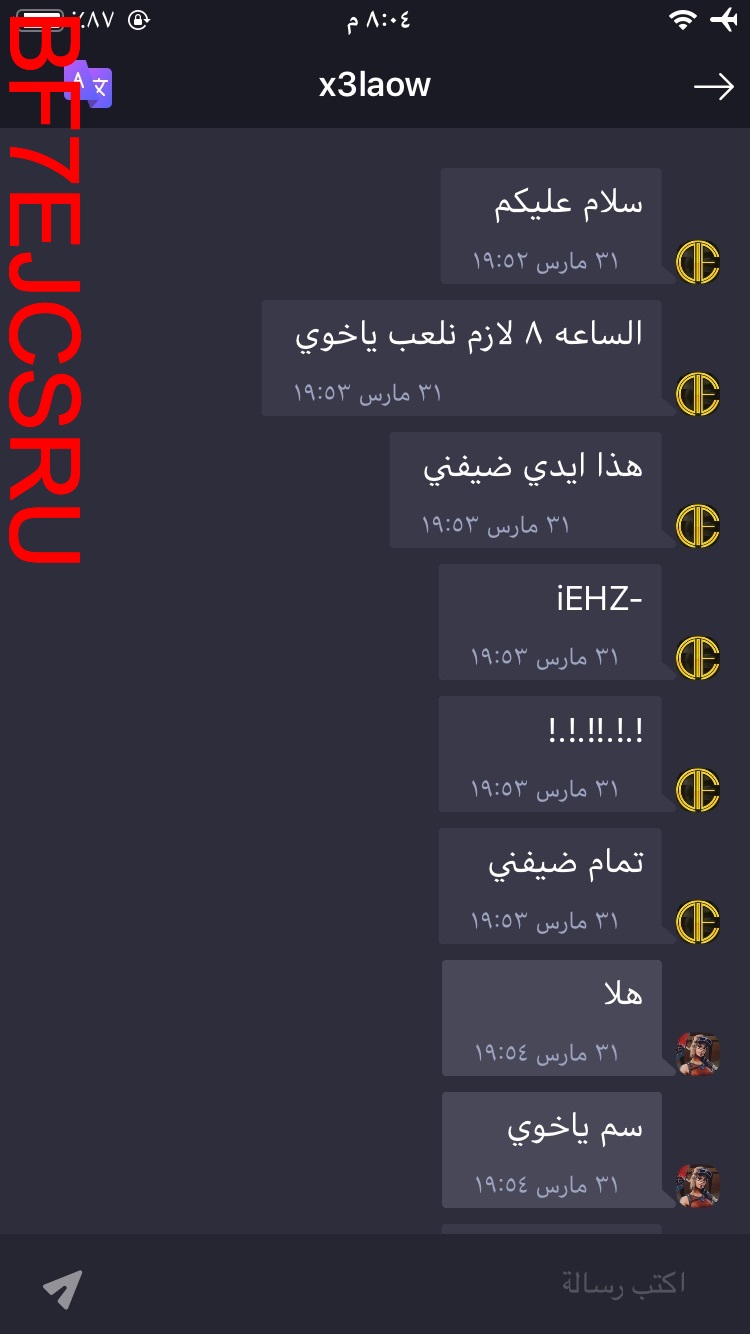 ٪٨٧
٨:٠٤ م
x3laow
BF7EJCSRU
سلام عليكم
٣١ مارس ١٩:٥٢
الساعه ٨ لازم نلعب ياخوي
٣١ مارس ١٩:٥٣
هذا ايدي ضيفني
٣١ مارس ١٩:٥٣
iEHZ-
٣١ مارس ١٩:٥٣
!.!.!!.!.!
٣١ مارس ١٩:٥٣
تمام ضيفني
٣١ مارس ١٩:٥٣
هلا
٣١ مارس ١٩:٥٤
سم ياخوي
٣١ مارس ١٩:٥٤
اكتب رسالة